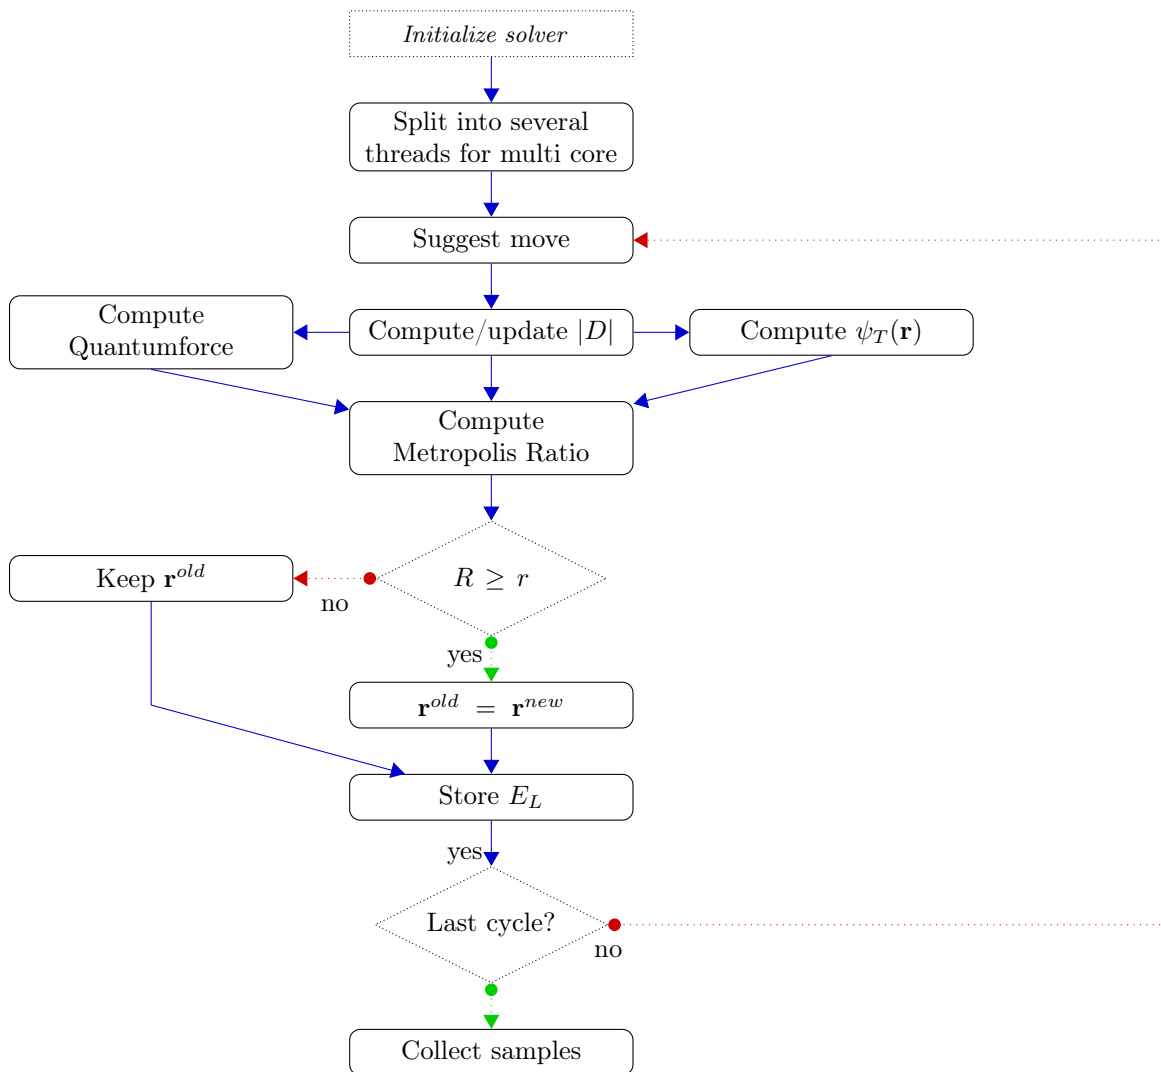 Initialize solver
Split into several
threads for multi core
Suggest move
Compute
Quantumforce
Compute/update |D|
Compute ψ_T(𝐫)
Compute
Metropolis Ratio
Keep 𝐫^{old}
R ≥ r
no
yes
𝐫^{old} = 𝐫^{new}
Store E_L
yes
Last cycle?
no
Collect samples